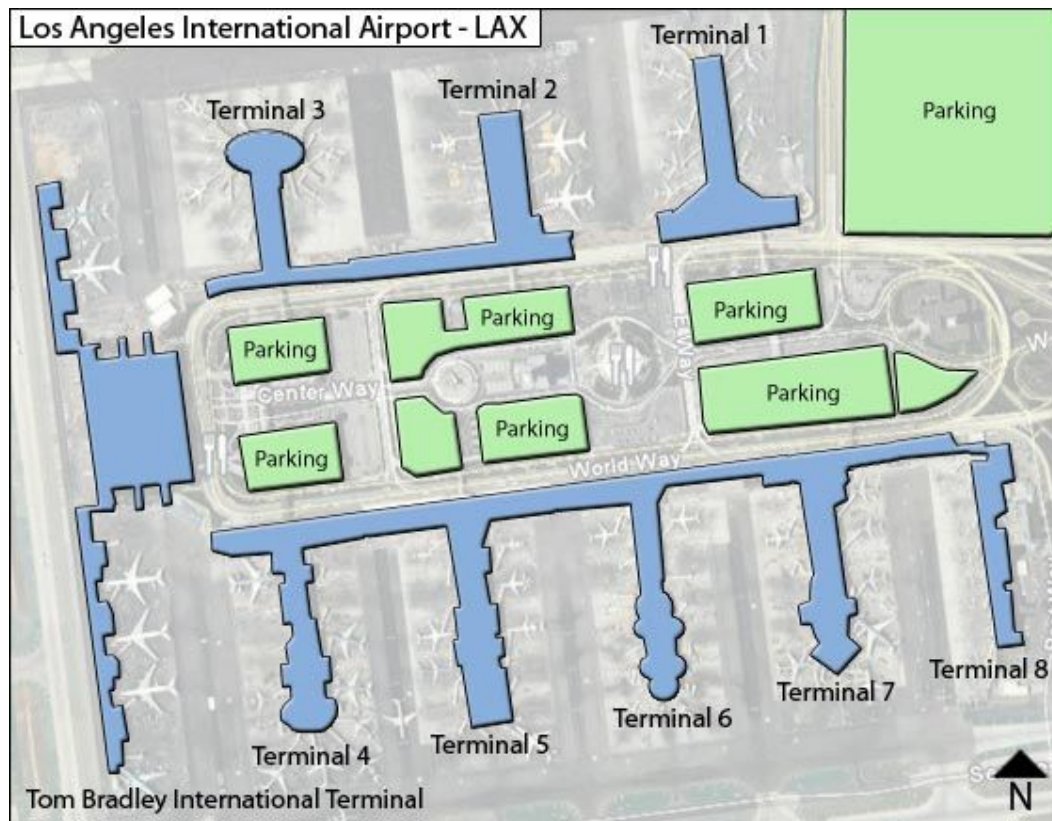 Los Angeles International Airport - LAX
Terminal 1
Terminal 2
Terminal 3
Parking
Parking
Parking
Parking
Center Way
Parking
Parking
Parking
World Way
Terminal 8
Terminal 7
Terminal 6
Terminal 5
Terminal 4
Tom Bradley International Terminal
N